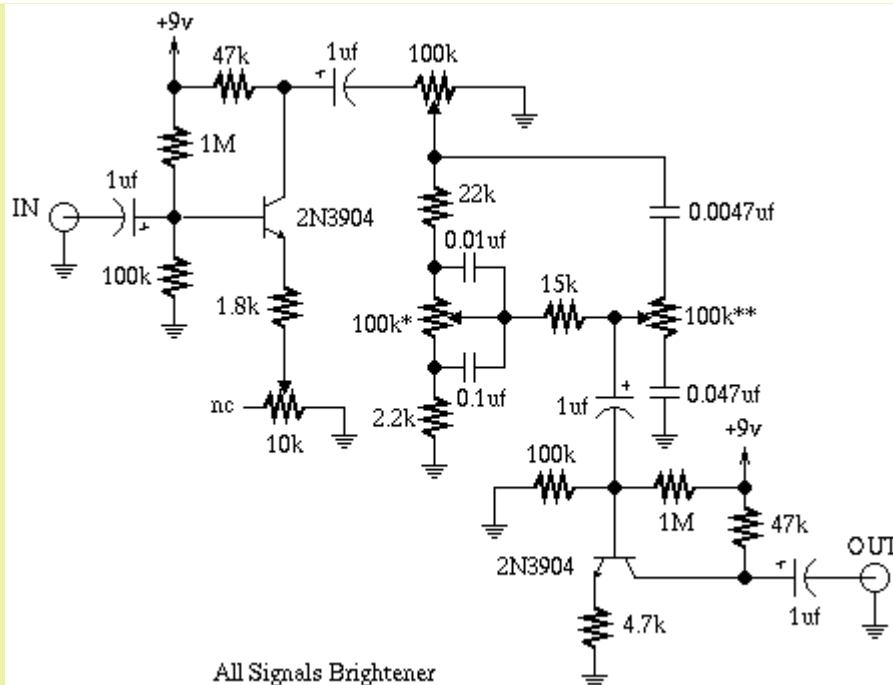 +9v
47k
1uf
100k
1M
1uf
IN
2N3904
22k
0.0047uf
0.01uf
100k
15k
1.8k
100k*
100k**
0.1uf
nc
10k
2.2k
1uf
+
0.047uf
+9v
100k
1M
47k
OUT
2N3904
+
1uf
4.7k
All Signals Brightener